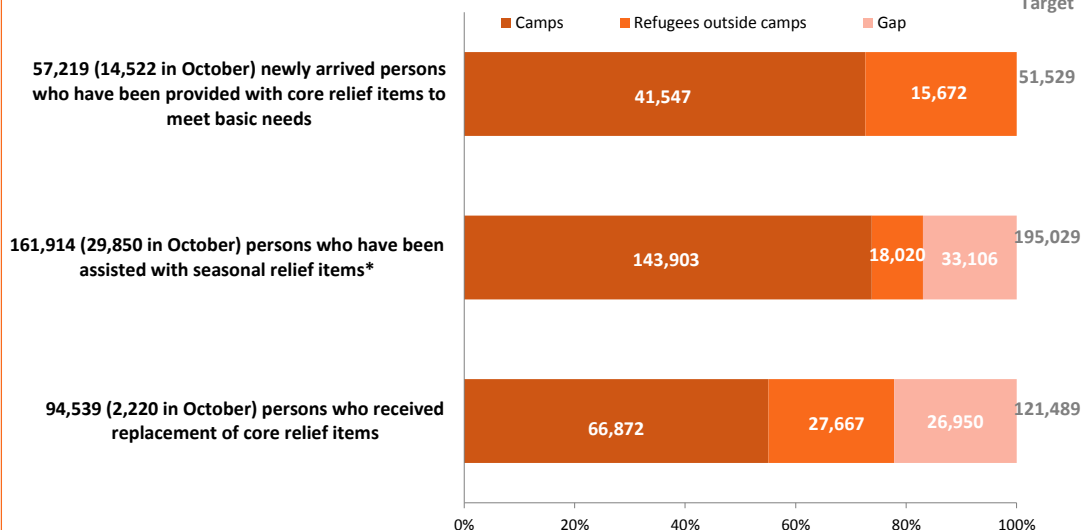 Target
Camps Refugees outside camps Gap
57,219 (14,522 in October) newly arrived persons
who have been provided with core relief items to
meet basic needs
41,547 15,672
51,529
161,914 (29,850 in October) persons who have been
assisted with seasonal relief items*
143,903 18,020 33,106
195,029
94,539 (2,220 in October) persons who received
replacement of core relief items
66,872 27,667 26,950
121,489
0% 20% 40% 60% 80% 100%